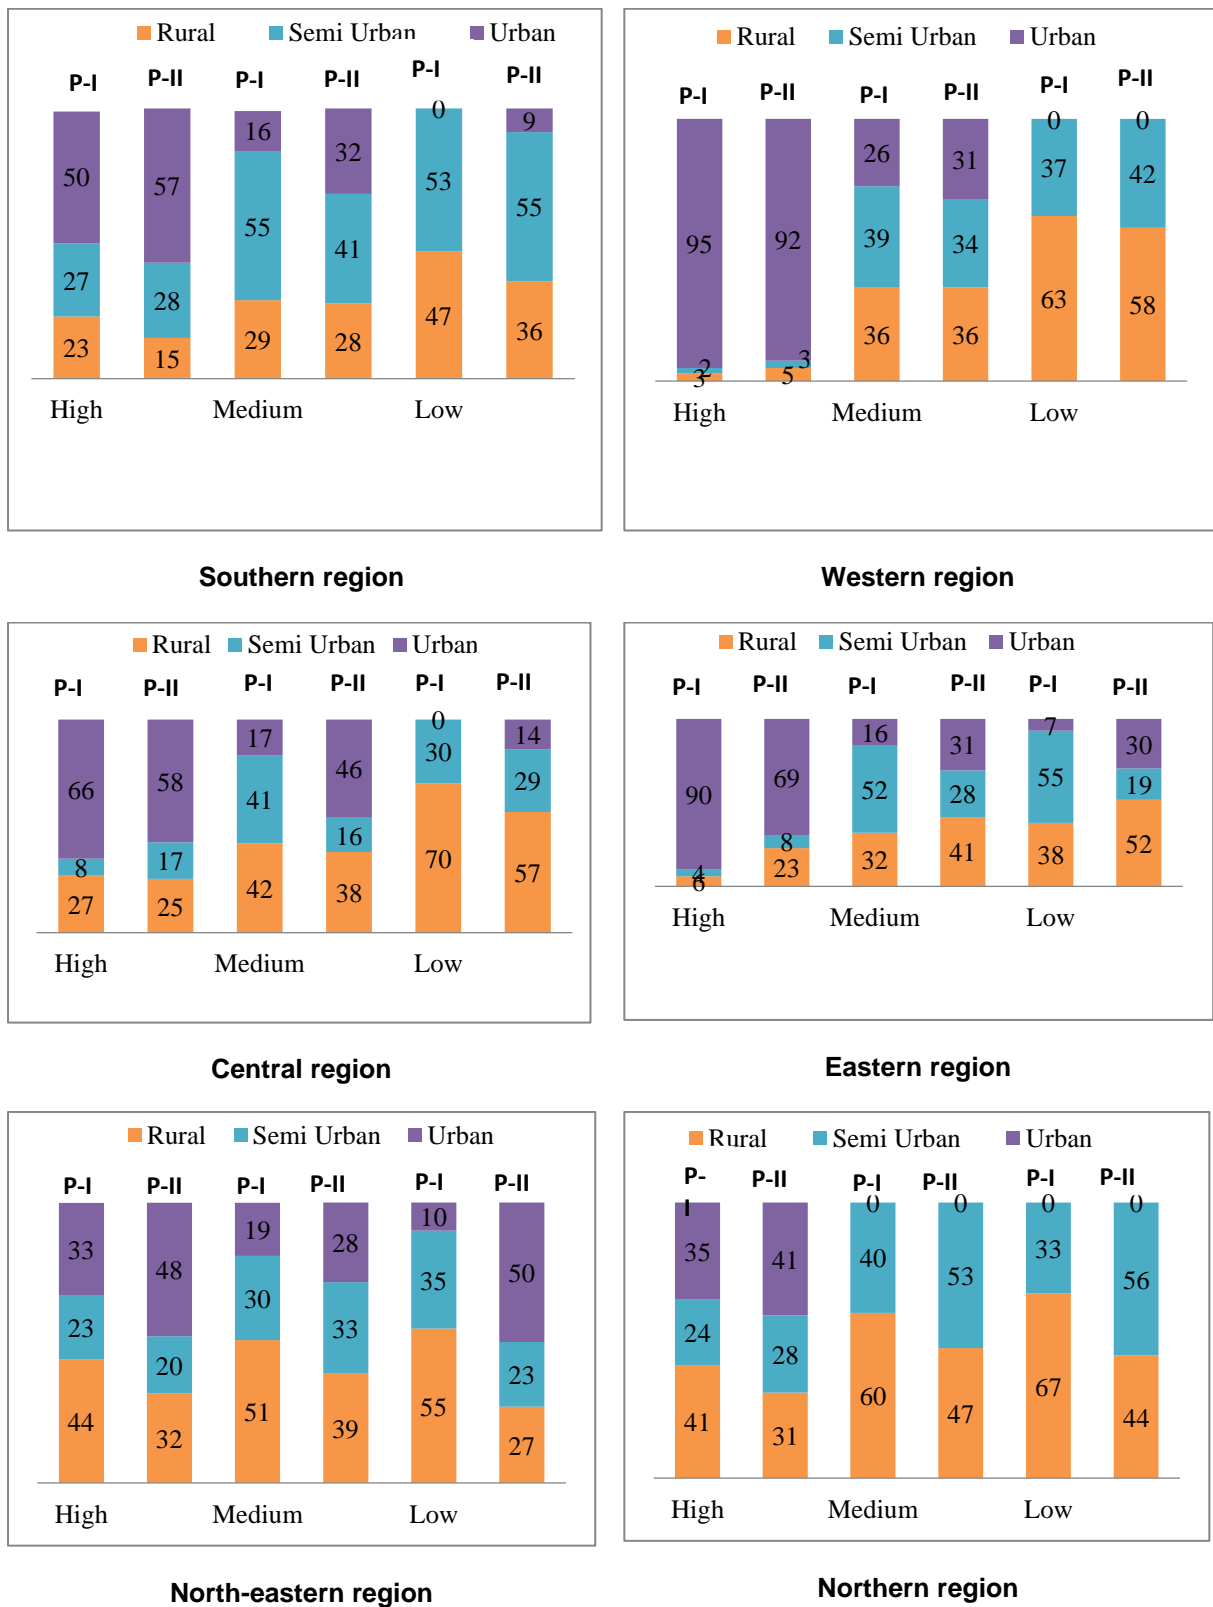 Rural Semi Urban Urban
P-I P-II P-I P-II P-I P-II
50 57 16 32 0 9
27 28 55 41 53 55
23 15 29 28 47 36
High Medium Low
Southern region
Rural Semi Urban Urban
P-I P-II P-I P-II P-I P-II
95 92 26 31 0 0
2 3 39 34 37 42
3 5 36 36 63 58
High Medium Low
Western region
Rural Semi Urban Urban
P-I P-II P-I P-II P-I P-II
66 58 17 46 0 14
8 17 41 16 30 29
27 25 42 38 70 57
High Medium Low
Central region
Rural Semi Urban Urban
P-I P-II P-I P-II P-I P-II
90 69 16 31 7 30
4 8 52 28 55 19
6 23 32 41 38 52
High Medium Low
Eastern region
Rural Semi Urban Urban
P-I P-II P-I P-II P-I P-II
33 48 19 28 10 50
23 20 30 33 35 23
44 32 51 39 55 27
High Medium Low
North-eastern region
Rural Semi Urban Urban
P-I P-II P-I P-II P-I P-II
35 41 0 0 0 0
24 28 40 53 33 56
41 31 60 47 67 44
High Medium Low
Northern region